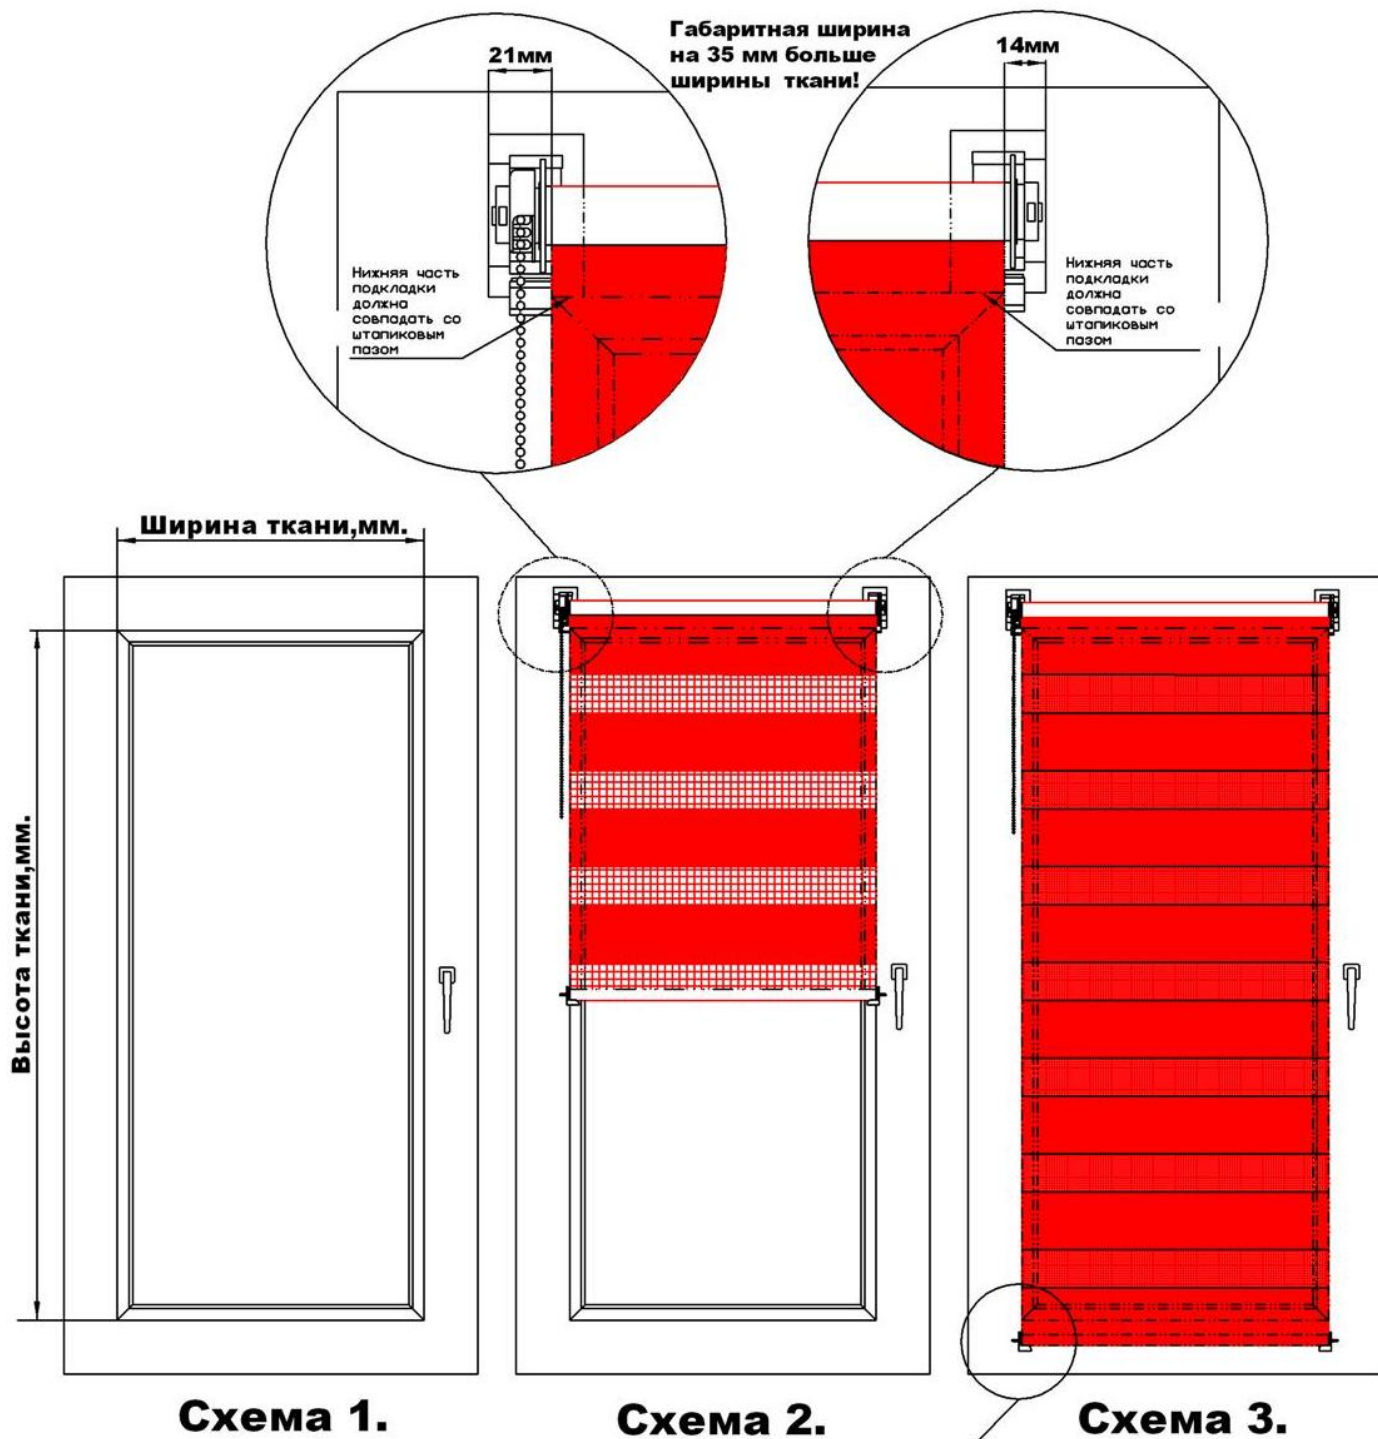 Габаритная ширина
на 35 мм больше
ширины ткани!
21мм
14мм
Нижняя часть
подкладки
должна
совпадать со
штапиковым
пазом
Нижняя часть
подкладки
должна
совпадать со
штапиковым
пазом
Ширина ткани,мм.
Высота ткани,мм.
Схема 1.
Схема 2.
Схема 3.